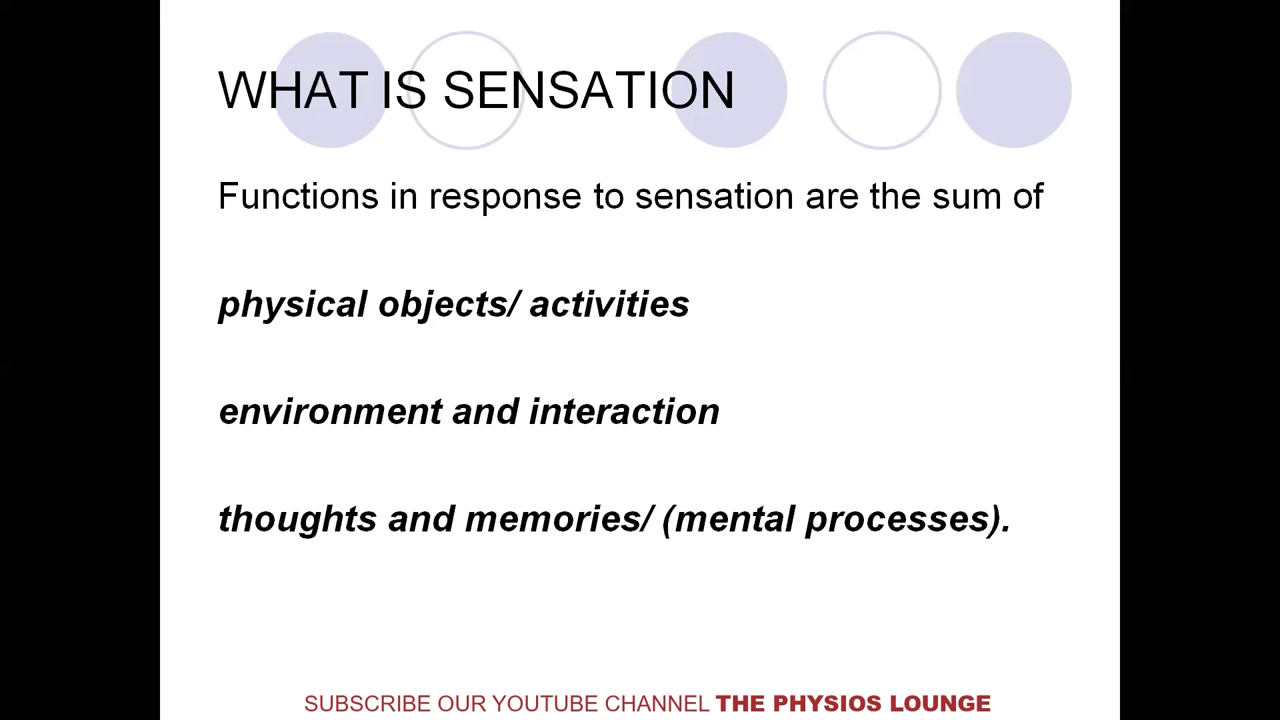 WHAT IS SENSATION
Functions in response to sensation are the sum of
physical objects/ activities
environment and interaction
thoughts and memories/ (mental processes).
SUBSCRIBE OUR YOUTUBE CHANNEL THE PHYSIOS LOUNGE